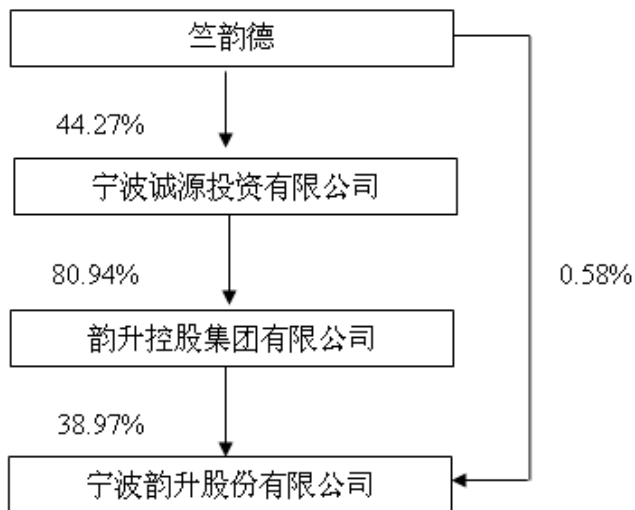 竺韵德
44.27%
宁波诚源投资有限公司
80.94%
0.58%
韵升控股集团有限公司
38.97%
宁波韵升股份有限公司